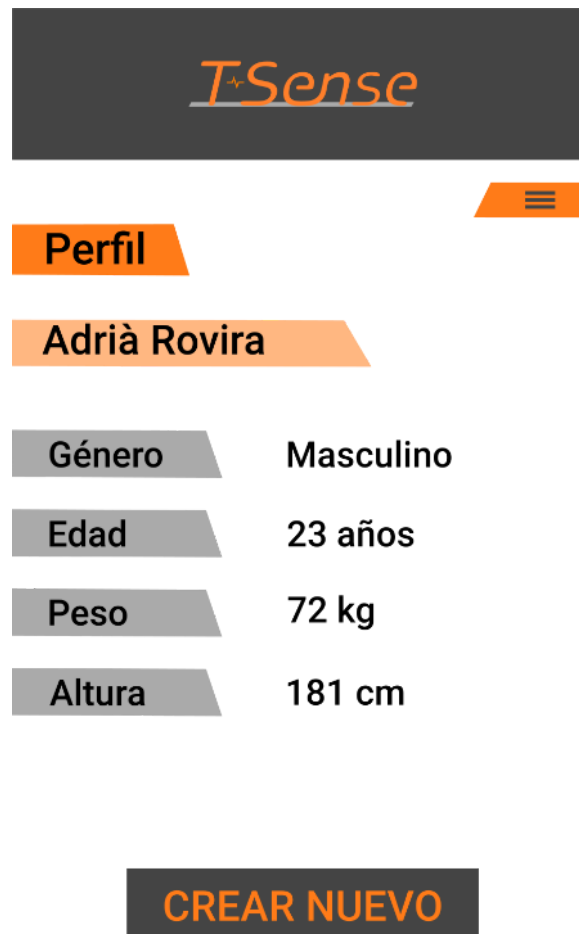 T-Sense
Perfil
Adrià Rovira
Género Masculino
Edad 23 años
Peso 72 kg
Altura 181 cm
CREAR NUEVO